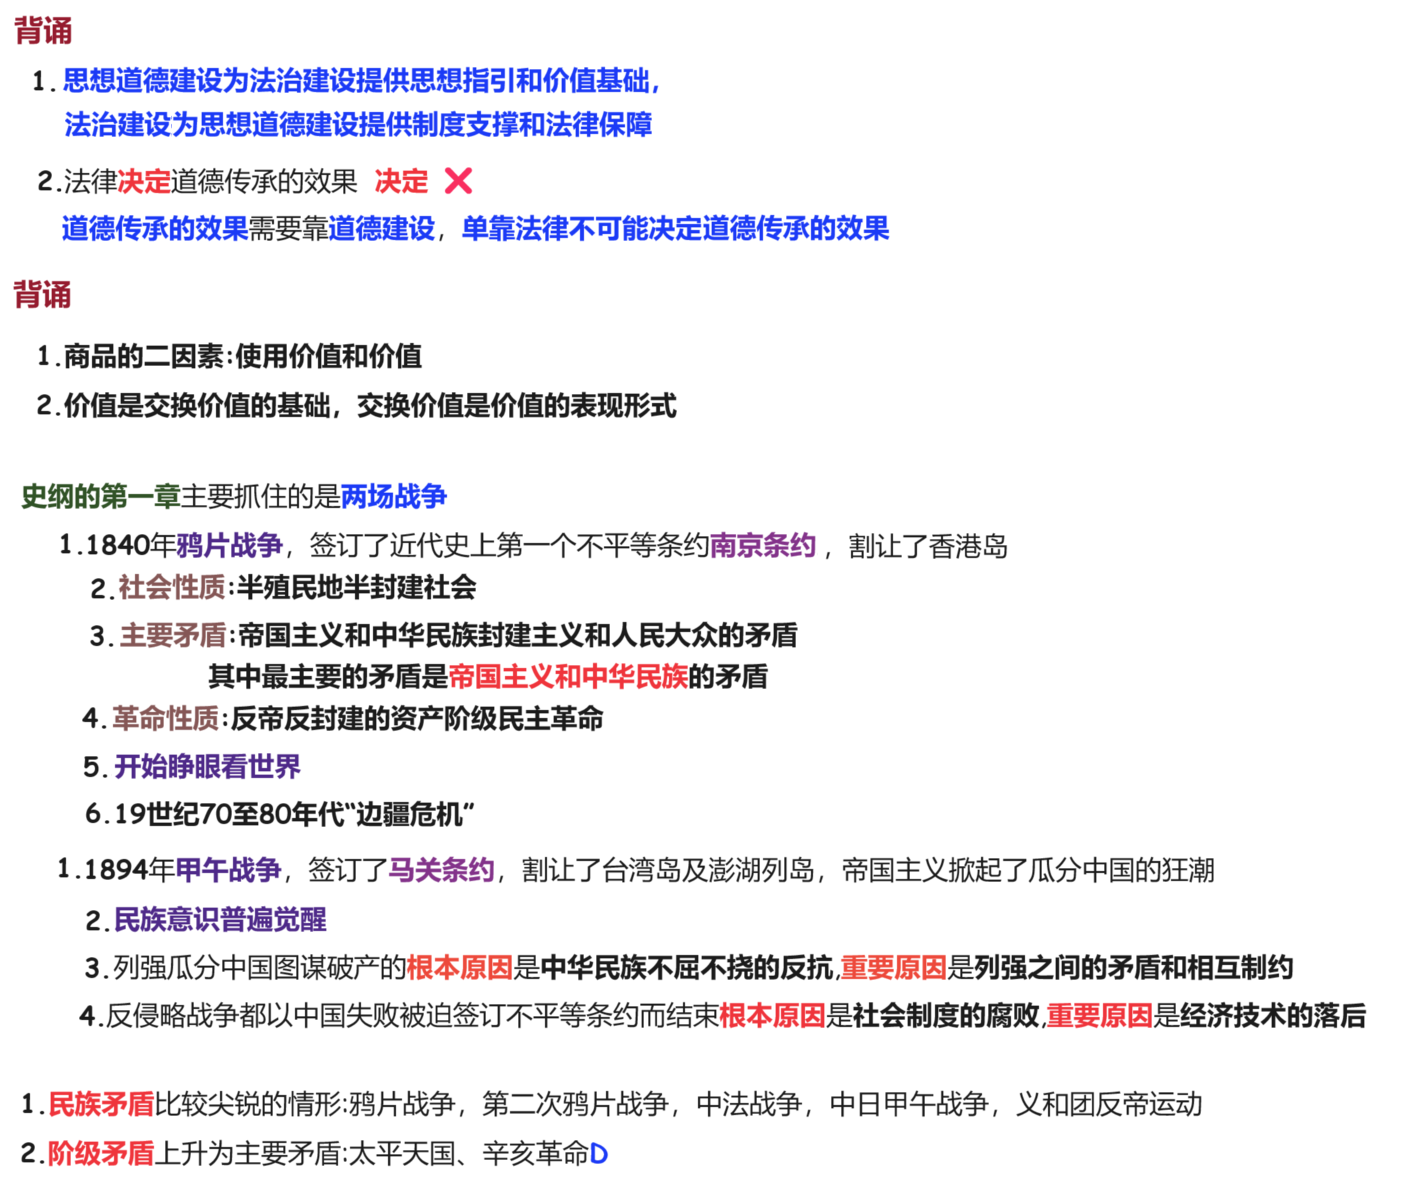 背诵
1.思想道德建设为法治建设提供思想指引和价值基础,
法治建设为思想道德建设提供制度支撑和法律保障
2.法律决定道德传承的效果 决定 ❌
道德传承的效果需要靠道德建设，单靠法律不可能决定道德传承的效果
背诵
1.商品的二因素:使用价值和价值
2.价值是交换价值的基础，交换价值是价值的表现形式
史纲的第一章主要抓住的是两场战争
1.1840年鸦片战争，签订了近代史上第一个不平等条约南京条约，割让了香港岛
2.社会性质:半殖民地半封建社会
3.主要矛盾:帝国主义和中华民族封建主义和人民大众的矛盾
其中最主要的矛盾是帝国主义和中华民族的矛盾
4.革命性质:反帝反封建的资产阶级民主革命
5.开始睁眼看世界
6.19世纪70至80年代“边疆危机”
1.1894年甲午战争，签订了马关条约，割让了台湾岛及澎湖列岛，帝国主义掀起了瓜分中国的狂潮
2.民族意识普遍觉醒
3.列强瓜分中国图谋破产的根本原因是中华民族不屈不挠的反抗,重要原因是列强之间的矛盾和相互制约
4.反侵略战争都以中国失败被迫签订不平等条约而结束根本原因是社会制度的腐败,重要原因是经济技术的落后
1.民族矛盾比较尖锐的情形:鸦片战争，第二次鸦片战争，中法战争，中日甲午战争，义和团反帝运动
2.阶级矛盾上升为主要矛盾:太平天国、辛亥革命D